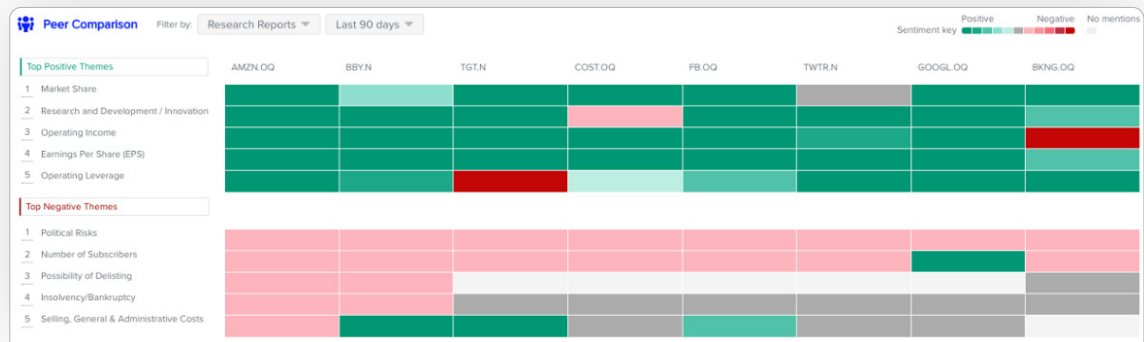 Peer Comparison Filter by: Research Reports Last 90 days
Positive Negative No mentions
Sentiment key
Top Positive Themes AMZN.OQ BBY.N TGT.N COST.OQ FB.OQ TWTR.N GOOGL.OQ BKNG.OQ
1 Market Share
2 Research and Development / Innovation
3 Operating Income
4 Earnings Per Share (EPS)
5 Operating Leverage
Top Negative Themes
1 Political Risks
2 Number of Subscribers
3 Possibility of Delisting
4 Insolvency/Bankruptcy
5 Selling, General & Administrative Costs